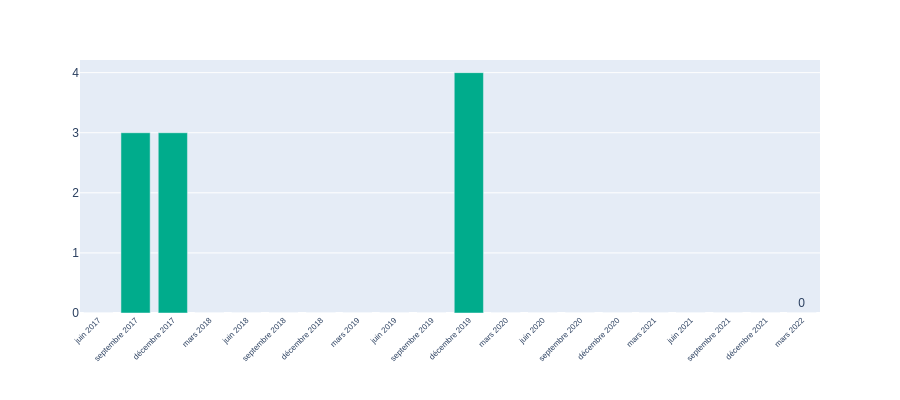 4
3
2
1
0
0
juin 2017
septembre 2017
décembre 2017
mars 2018
juin 2018
septembre 2018
décembre 2018
mars 2019
juin 2019
septembre 2019
décembre 2019
mars 2020
juin 2020
septembre 2020
décembre 2020
mars 2021
juin 2021
septembre 2021
décembre 2021
mars 2022